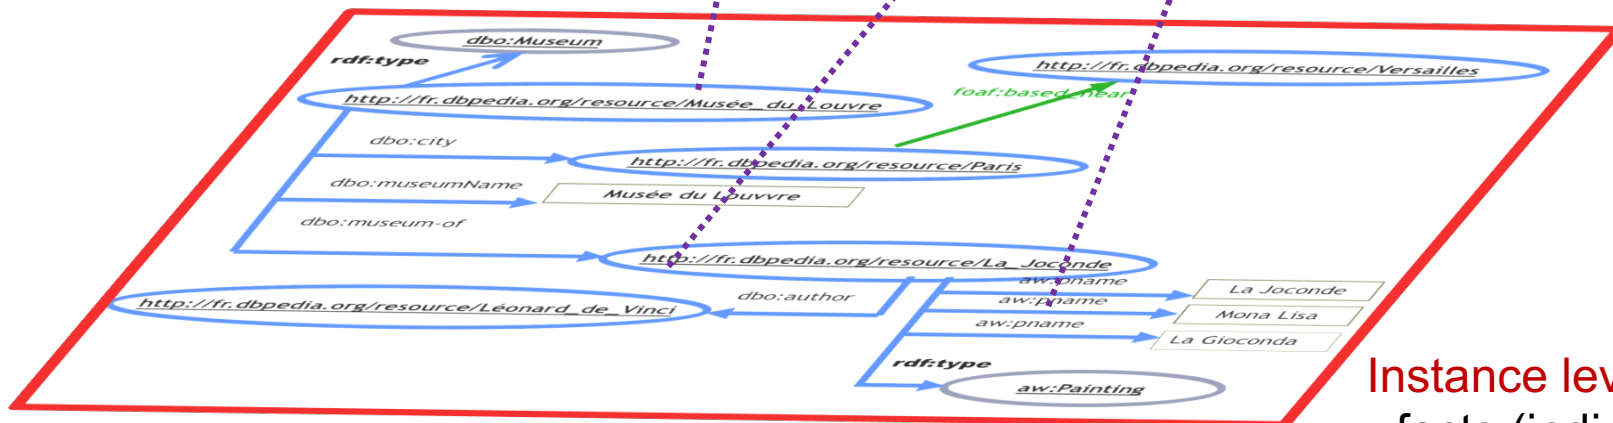 dbo:Museum
rdf:type
http://fr.dbpedia.org/resource/Versailles
foaf:based_near
http://fr.dbpedia.org/resource/Musée_du_Louvre
dbo:city
http://fr.dbpedia.org/resource/Paris
dbo:museumName
Musée du Louvvre
dbo:museum-of
http://fr.dbpedia.org/resource/La_Joconde
aw:pname
La Joconde
http://fr.dbpedia.org/resource/Léonard_de_Vinci
dbo:author
aw:pname
Mona Lisa
aw:pname
La Gioconda
rdf:type
aw:Painting
Instance lev
facts (indi